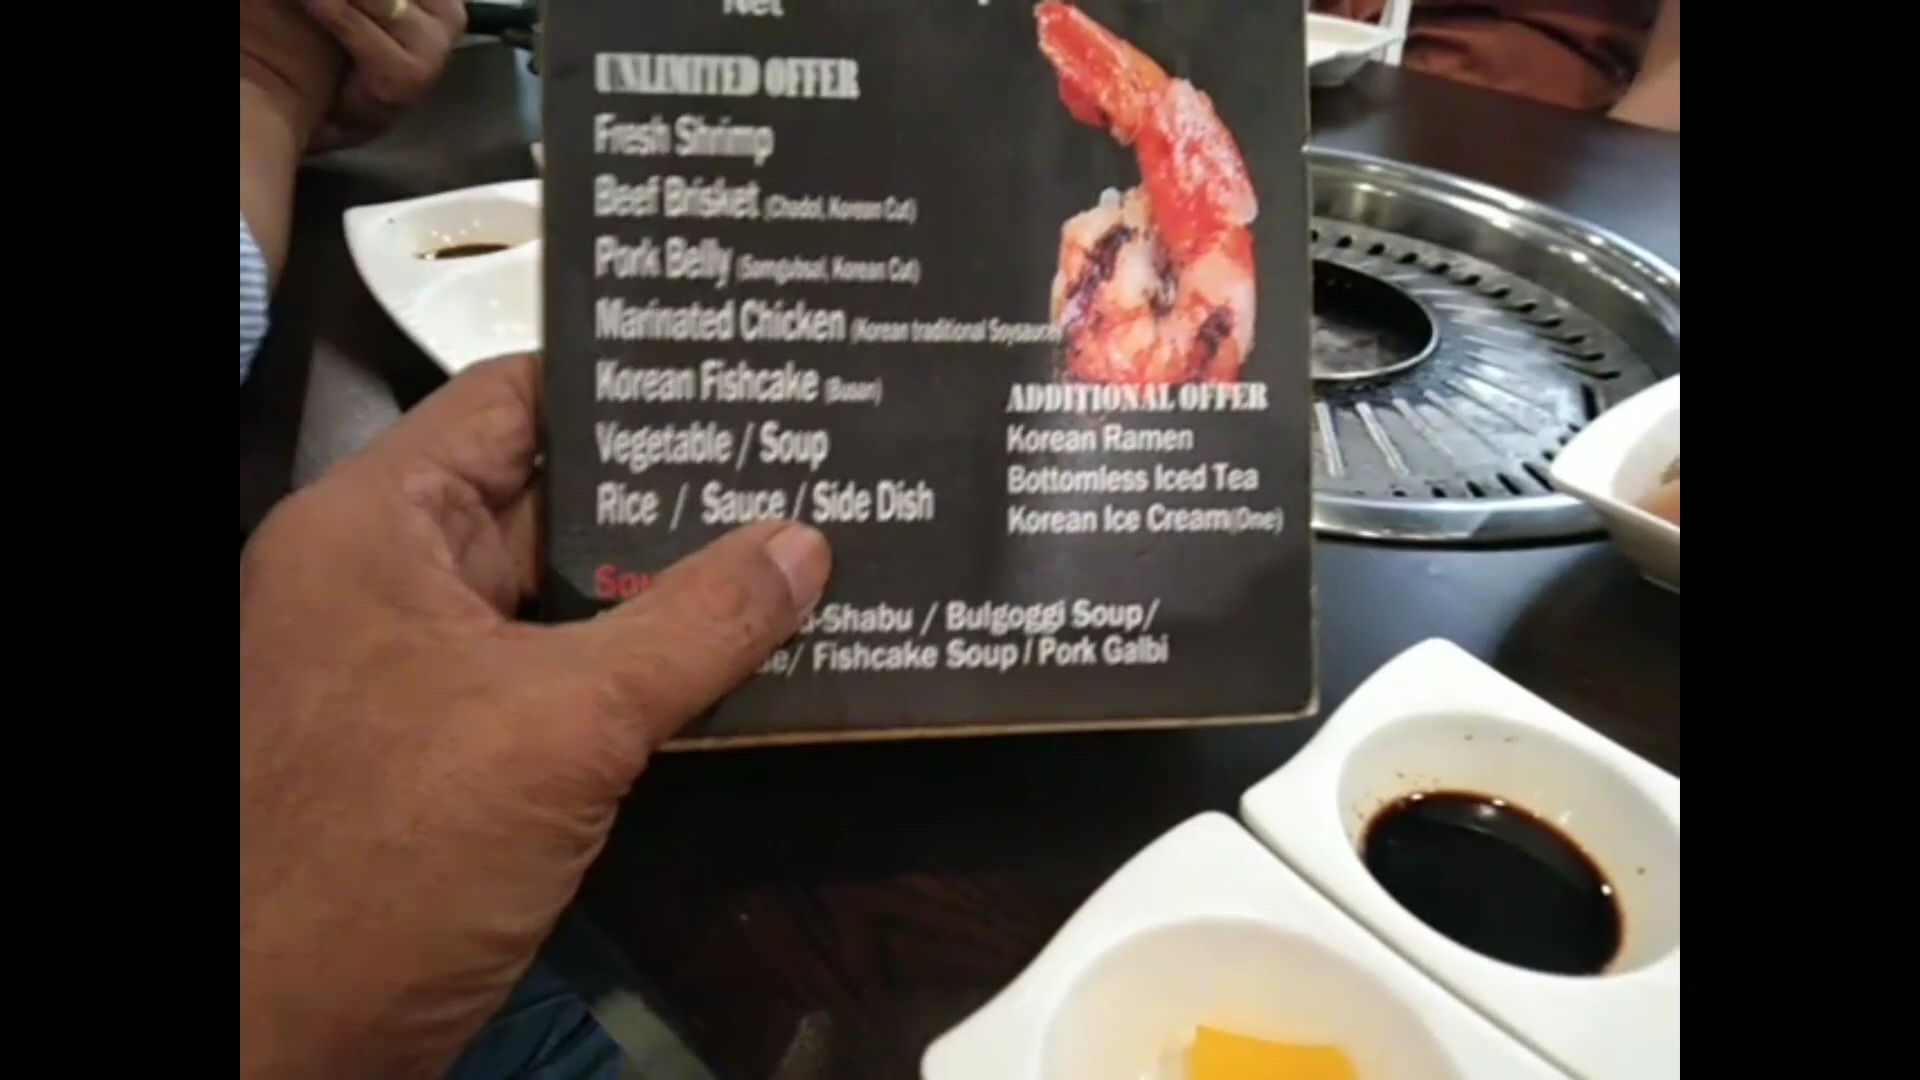 Net
UNLIMITED OFFER
Fresh Shrimp
Beef Brisket (Chadol, Korean Cut)
Pork Belly (Samgubsal, Korean Cut)
Marinated Chicken (Korean traditional Soysauce)
Korean Fishcake (Busan)
Vegetable / Soup
Rice / Sauce / Side Dish
ADDITIONAL OFFER
Korean Ramen
Bottomless Iced Tea
Korean Ice Cream(One)
-Shabu / Bulgoggi Soup/
/ Fishcake Soup / Pork Galbi